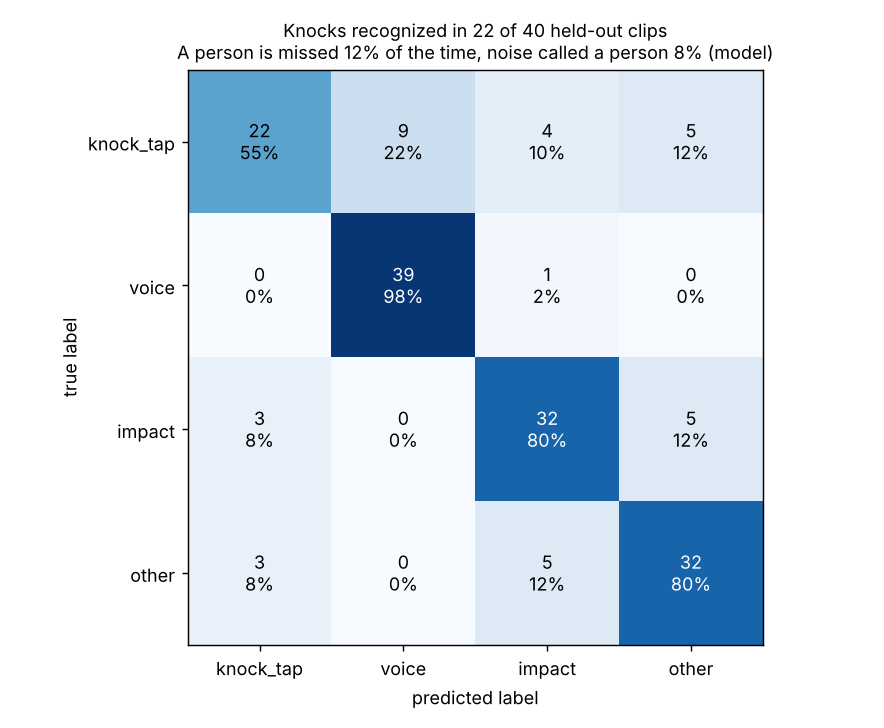 Knocks recognized in 22 of 40 held-out clips
A person is missed 12% of the time, noise called a person 8% (model)
true label
knock_tap
22
55%
9
22%
4
10%
5
12%
voice
0
0%
39
98%
1
2%
0
0%
impact
3
8%
0
0%
32
80%
5
12%
other
3
8%
0
0%
5
12%
32
80%
knock_tap
voice
impact
other
predicted label